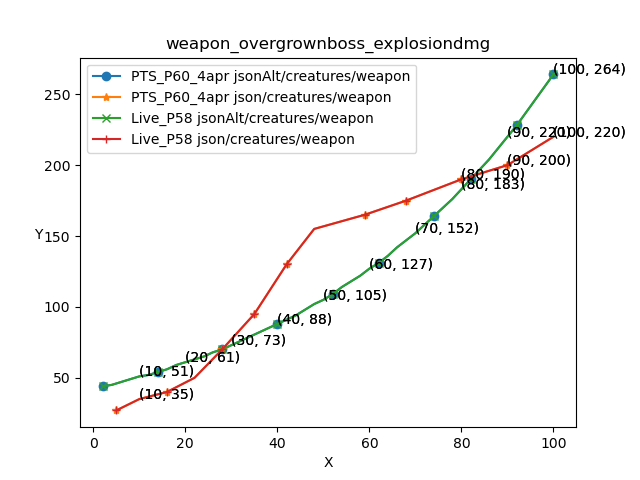 weapon_overgrownboss_explosiondmg
PTS_P60_4apr jsonAlt/creatures/weapon
PTS_P60_4apr json/creatures/weapon
Live_P58 jsonAlt/creatures/weapon
Live_P58 json/creatures/weapon
(100, 264)
(100, 220)
(90, 200)
(80, 190)
(80, 183)
(70, 152)
(60, 127)
(50, 105)
(40, 88)
(30, 73)
(20, 61)
(10, 51)
(10, 35)
250
200
150
100
50
Y
0 20 40 60 80 100
X